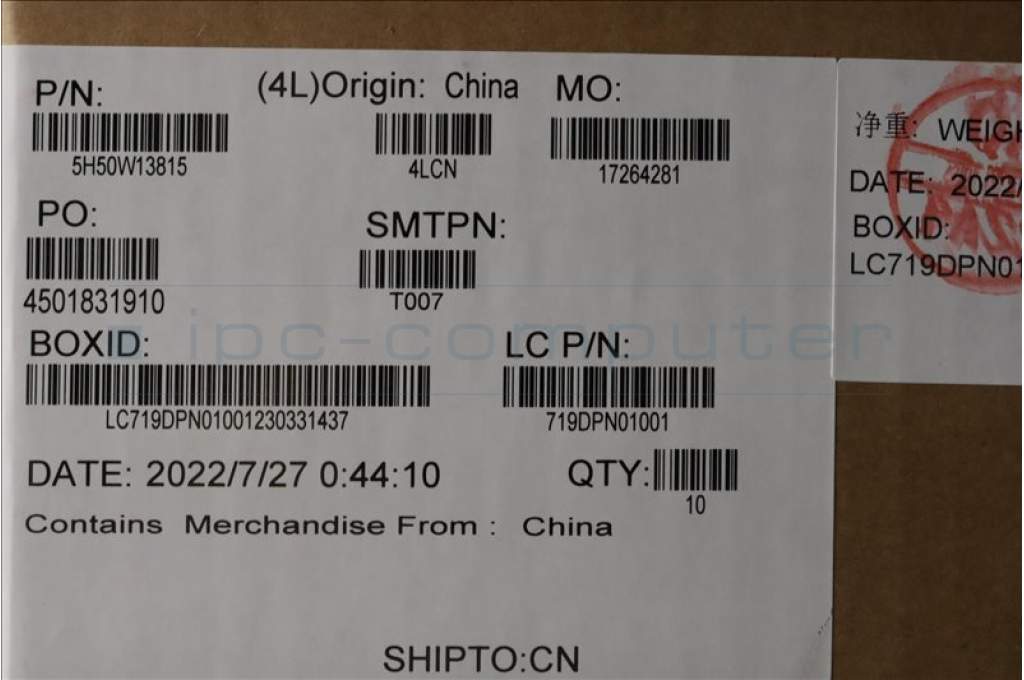 P/N: (4L)Origin: China MO:
5H50W13815 4LCN 17264281
PO: SMTPN:
4501831910 T007
BOXID: LC P/N:
LC719DPN01001230331437 719DPN01001
DATE: 2022/7/27 0:44:10 QTY:
10
Contains Merchandise From : China
SHIPTO:CN
净重: WEIGH
DATE: 2022/
BOXID:
LC719DPN01
ipc-computer